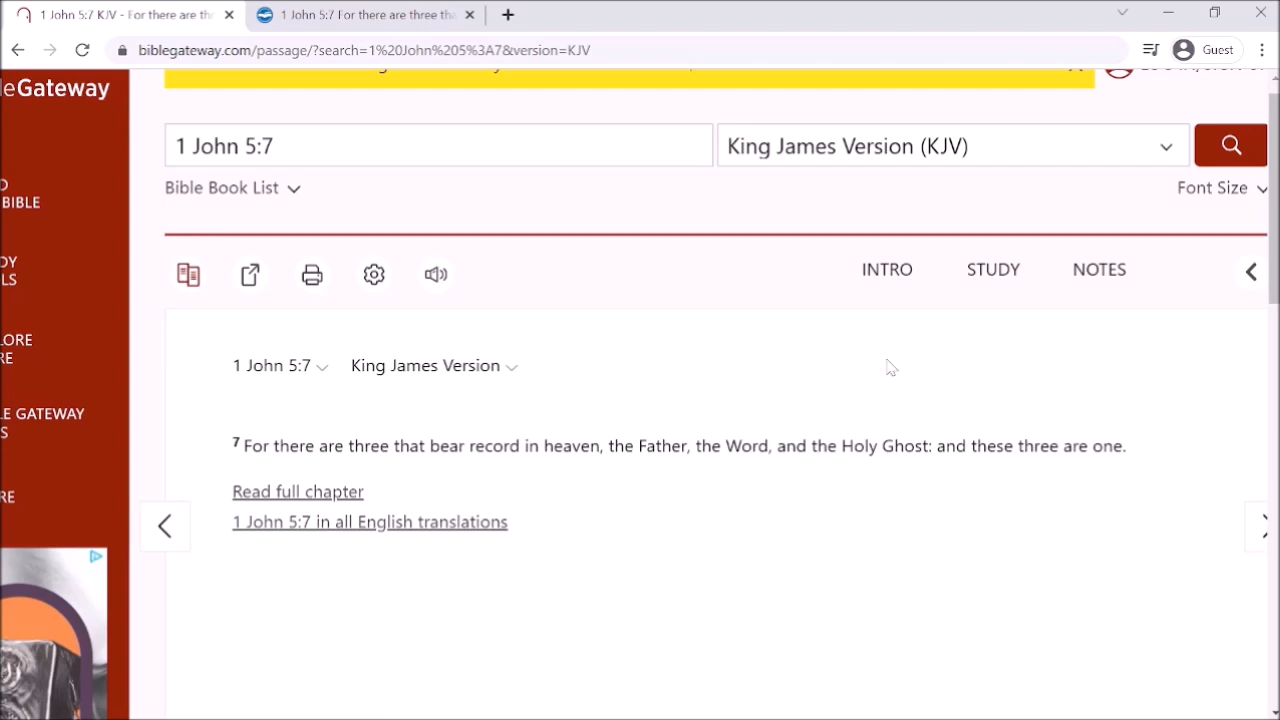 1 John 5:7 KJV - For there are the
1 John 5:7 For there are three tha
biblegateway.com/passage/?search=1%20John%205%3A7&version=KJV
Guest
eGateway
1 John 5:7
King James Version (KJV)
BIBLE
Bible Book List
Font Size
DY
LS
INTRO
STUDY
NOTES
LORE
RE
1 John 5:7
King James Version
LE GATEWAY
S
7 For there are three that bear record in heaven, the Father, the Word, and the Holy Ghost: and these three are one.
RE
Read full chapter
1 John 5:7 in all English translations